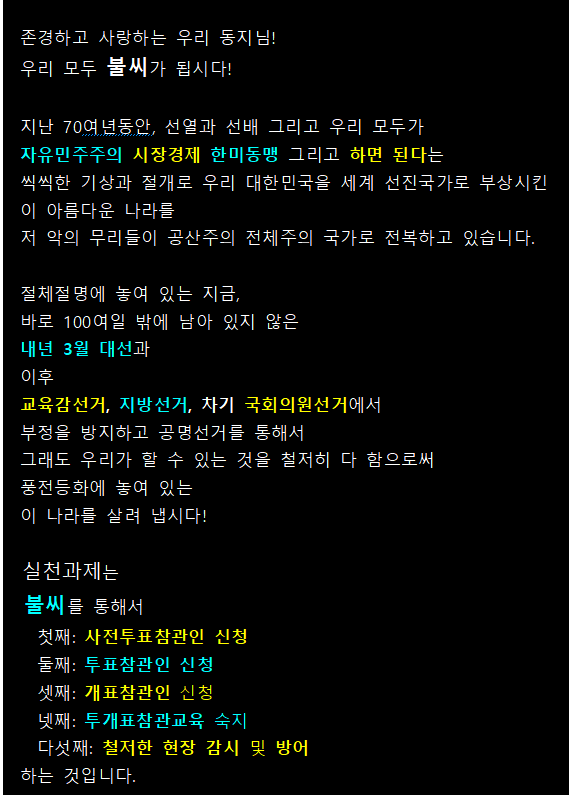 존경하고 사랑하는 우리 동지님!
우리 모두 불씨가 됩시다!
지난 70여년동안, 선열과 선배 그리고 우리 모두가
자유민주주의 시장경제 한미동맹 그리고 하면 된다는
씩씩한 기상과 절개로 우리 대한민국을 세계 선진국가로 부상시킨
이 아름다운 나라를
저 악의 무리들이 공산주의 전체주의 국가로 전복하고 있습니다.
절체절명에 놓여 있는 지금,
바로 100여일 밖에 남아 있지 않은
내년 3월 대선과
이후
교육감선거, 지방선거, 차기 국회의원선거에서
부정을 방지하고 공명선거를 통해서
그래도 우리가 할 수 있는 것을 철저히 다 함으로써
풍전등화에 놓여 있는
이 나라를 살려 냅시다!
실천과제는
불씨를 통해서
첫째: 사전투표참관인 신청
둘째: 투표참관인 신청
셋째: 개표참관인 신청
넷째: 투개표참관교육 숙지
다섯째: 철저한 현장 감시 및 방어
하는 것입니다.